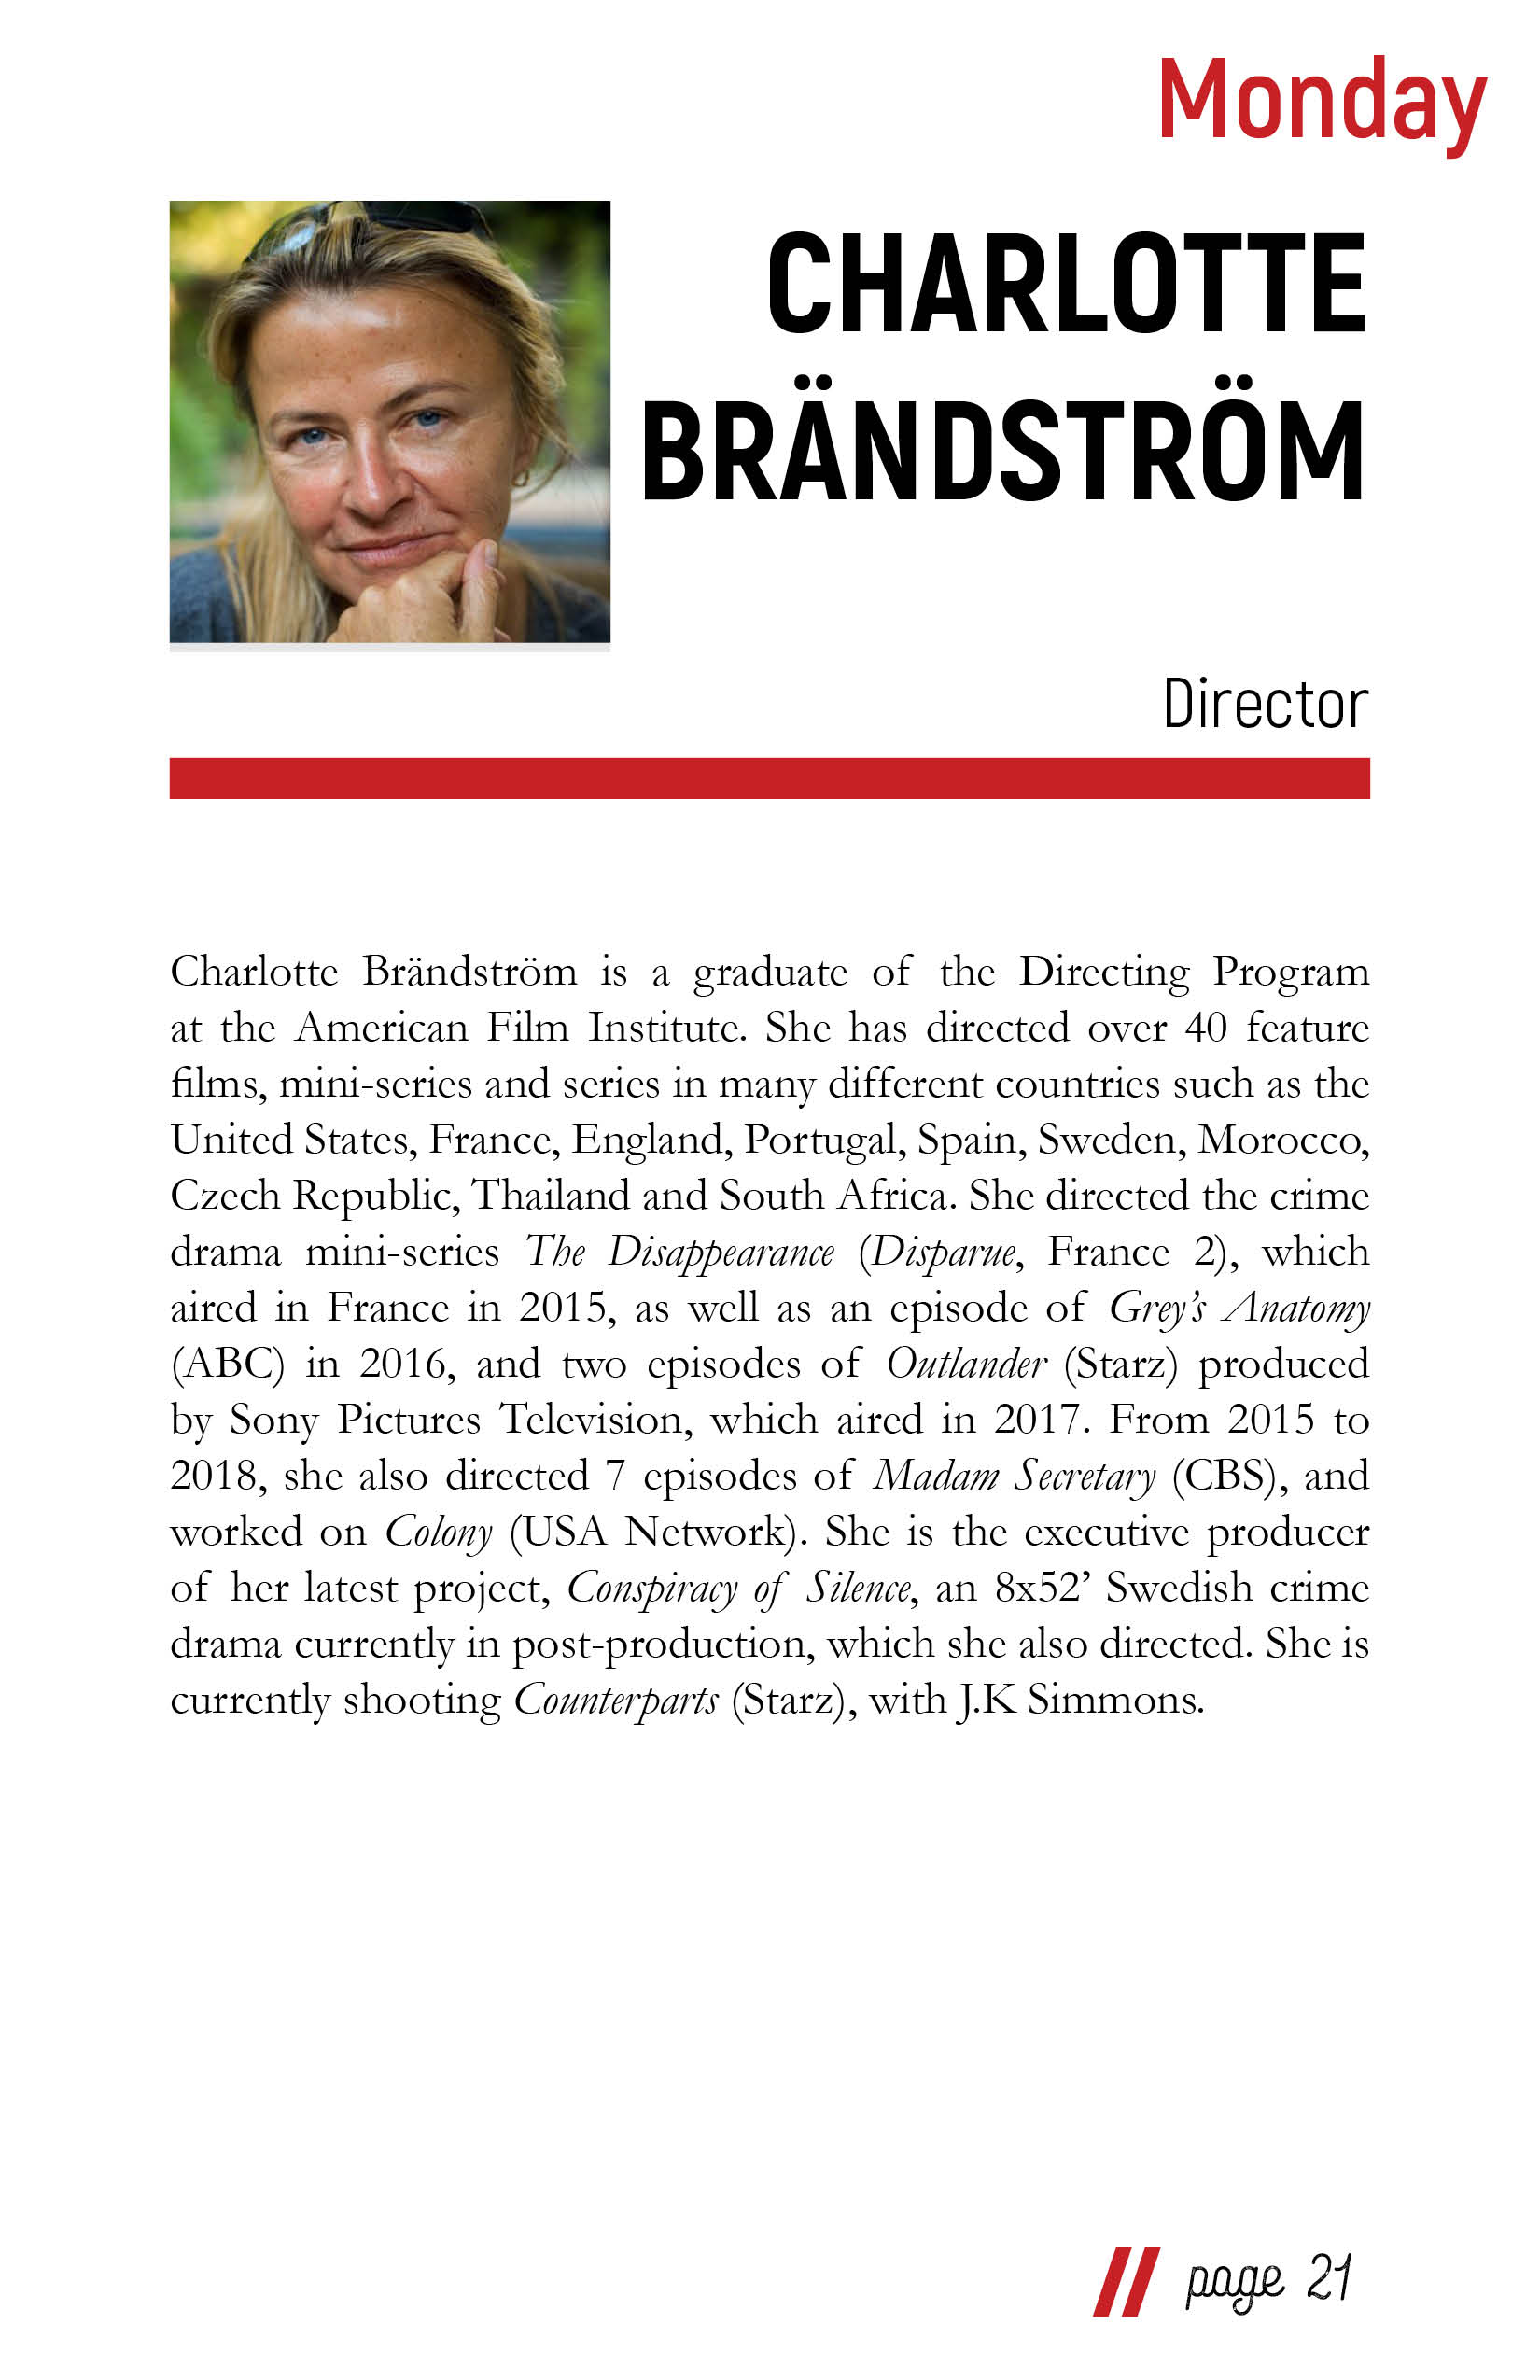 Monday
CHARLOTTE
BRÄNDSTRÖM
Director
Charlotte Brändström is a graduate of the Directing Program
at the American Film Institute. She has directed over 40 feature
films, mini-series and series in many different countries such as the
United States, France, England, Portugal, Spain, Sweden, Morocco,
Czech Republic, Thailand and South Africa. She directed the crime
drama mini-series The Disappearance (Disparue, France 2), which
aired in France in 2015, as well as an episode of Grey’s Anatomy
(ABC) in 2016, and two episodes of Outlander (Starz) produced
by Sony Pictures Television, which aired in 2017. From 2015 to
2018, she also directed 7 episodes of Madam Secretary (CBS), and
worked on Colony (USA Network). She is the executive producer
of her latest project, Conspiracy of Silence, an 8x52’ Swedish crime
drama currently in post-production, which she also directed. She is
currently shooting Counterparts (Starz), with J.K Simmons.
// page 21